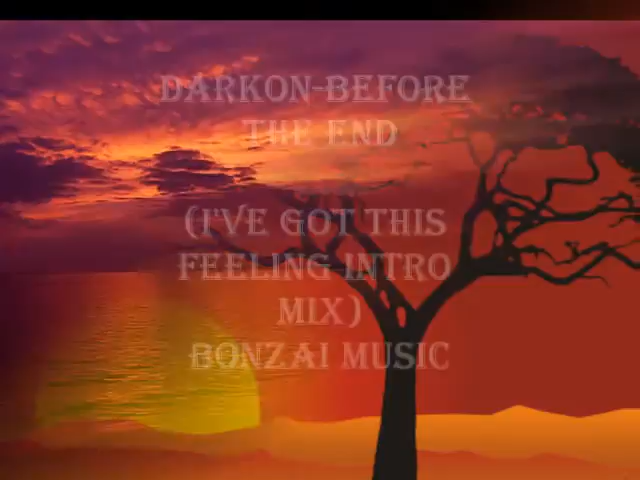 DARKON-BEFORE
THE END
(I'VE GOT THIS
FEELING INTRO
MIX)
BONZAI MUSIC